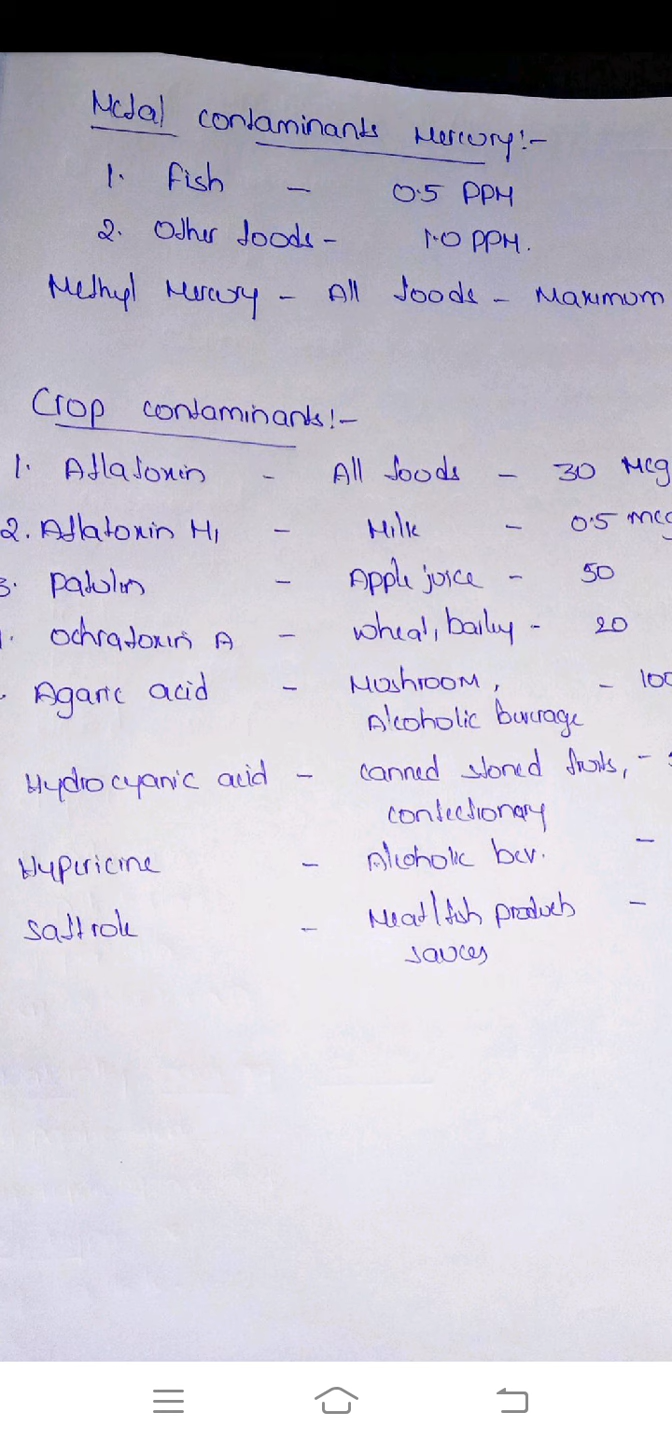 Metal contaminants Mercury:-
1. Fish - 0.5 PPM
2. Other foods - 1.0 PPM.
Methyl Mercury - All foods - Maximum
Crop contaminants:-
1. Aflatoxin - All foods - 30 Mcg
2. Aflatoxin M1 - Milk - 0.5 mcg
3. Patulin - Apple juice - 50
Ochratoxin A - Wheat, barley - 20
Agaric acid - Mushroom, - 100
Alcoholic beverage
Hydrocyanic acid - canned stoned fruits, -
confectionary
Hypericine - Alcoholic bev. -
Saffrole - Meat/fish products -
sauces